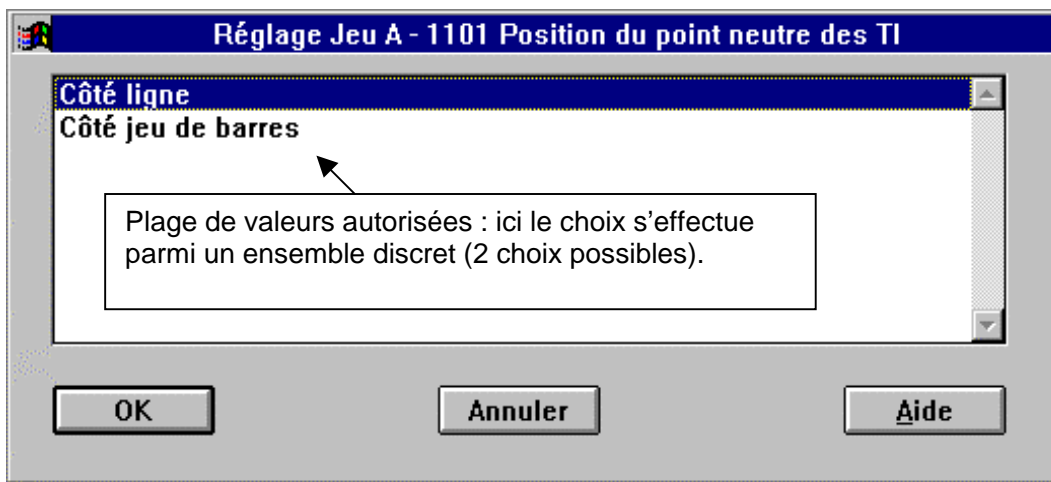 Réglage Jeu A - 1101 Position du point neutre des TI
Côté ligne
Côté jeu de barres
Plage de valeurs autorisées : ici le choix s’effectue
parmi un ensemble discret (2 choix possibles).
OK
Annuler
Aide